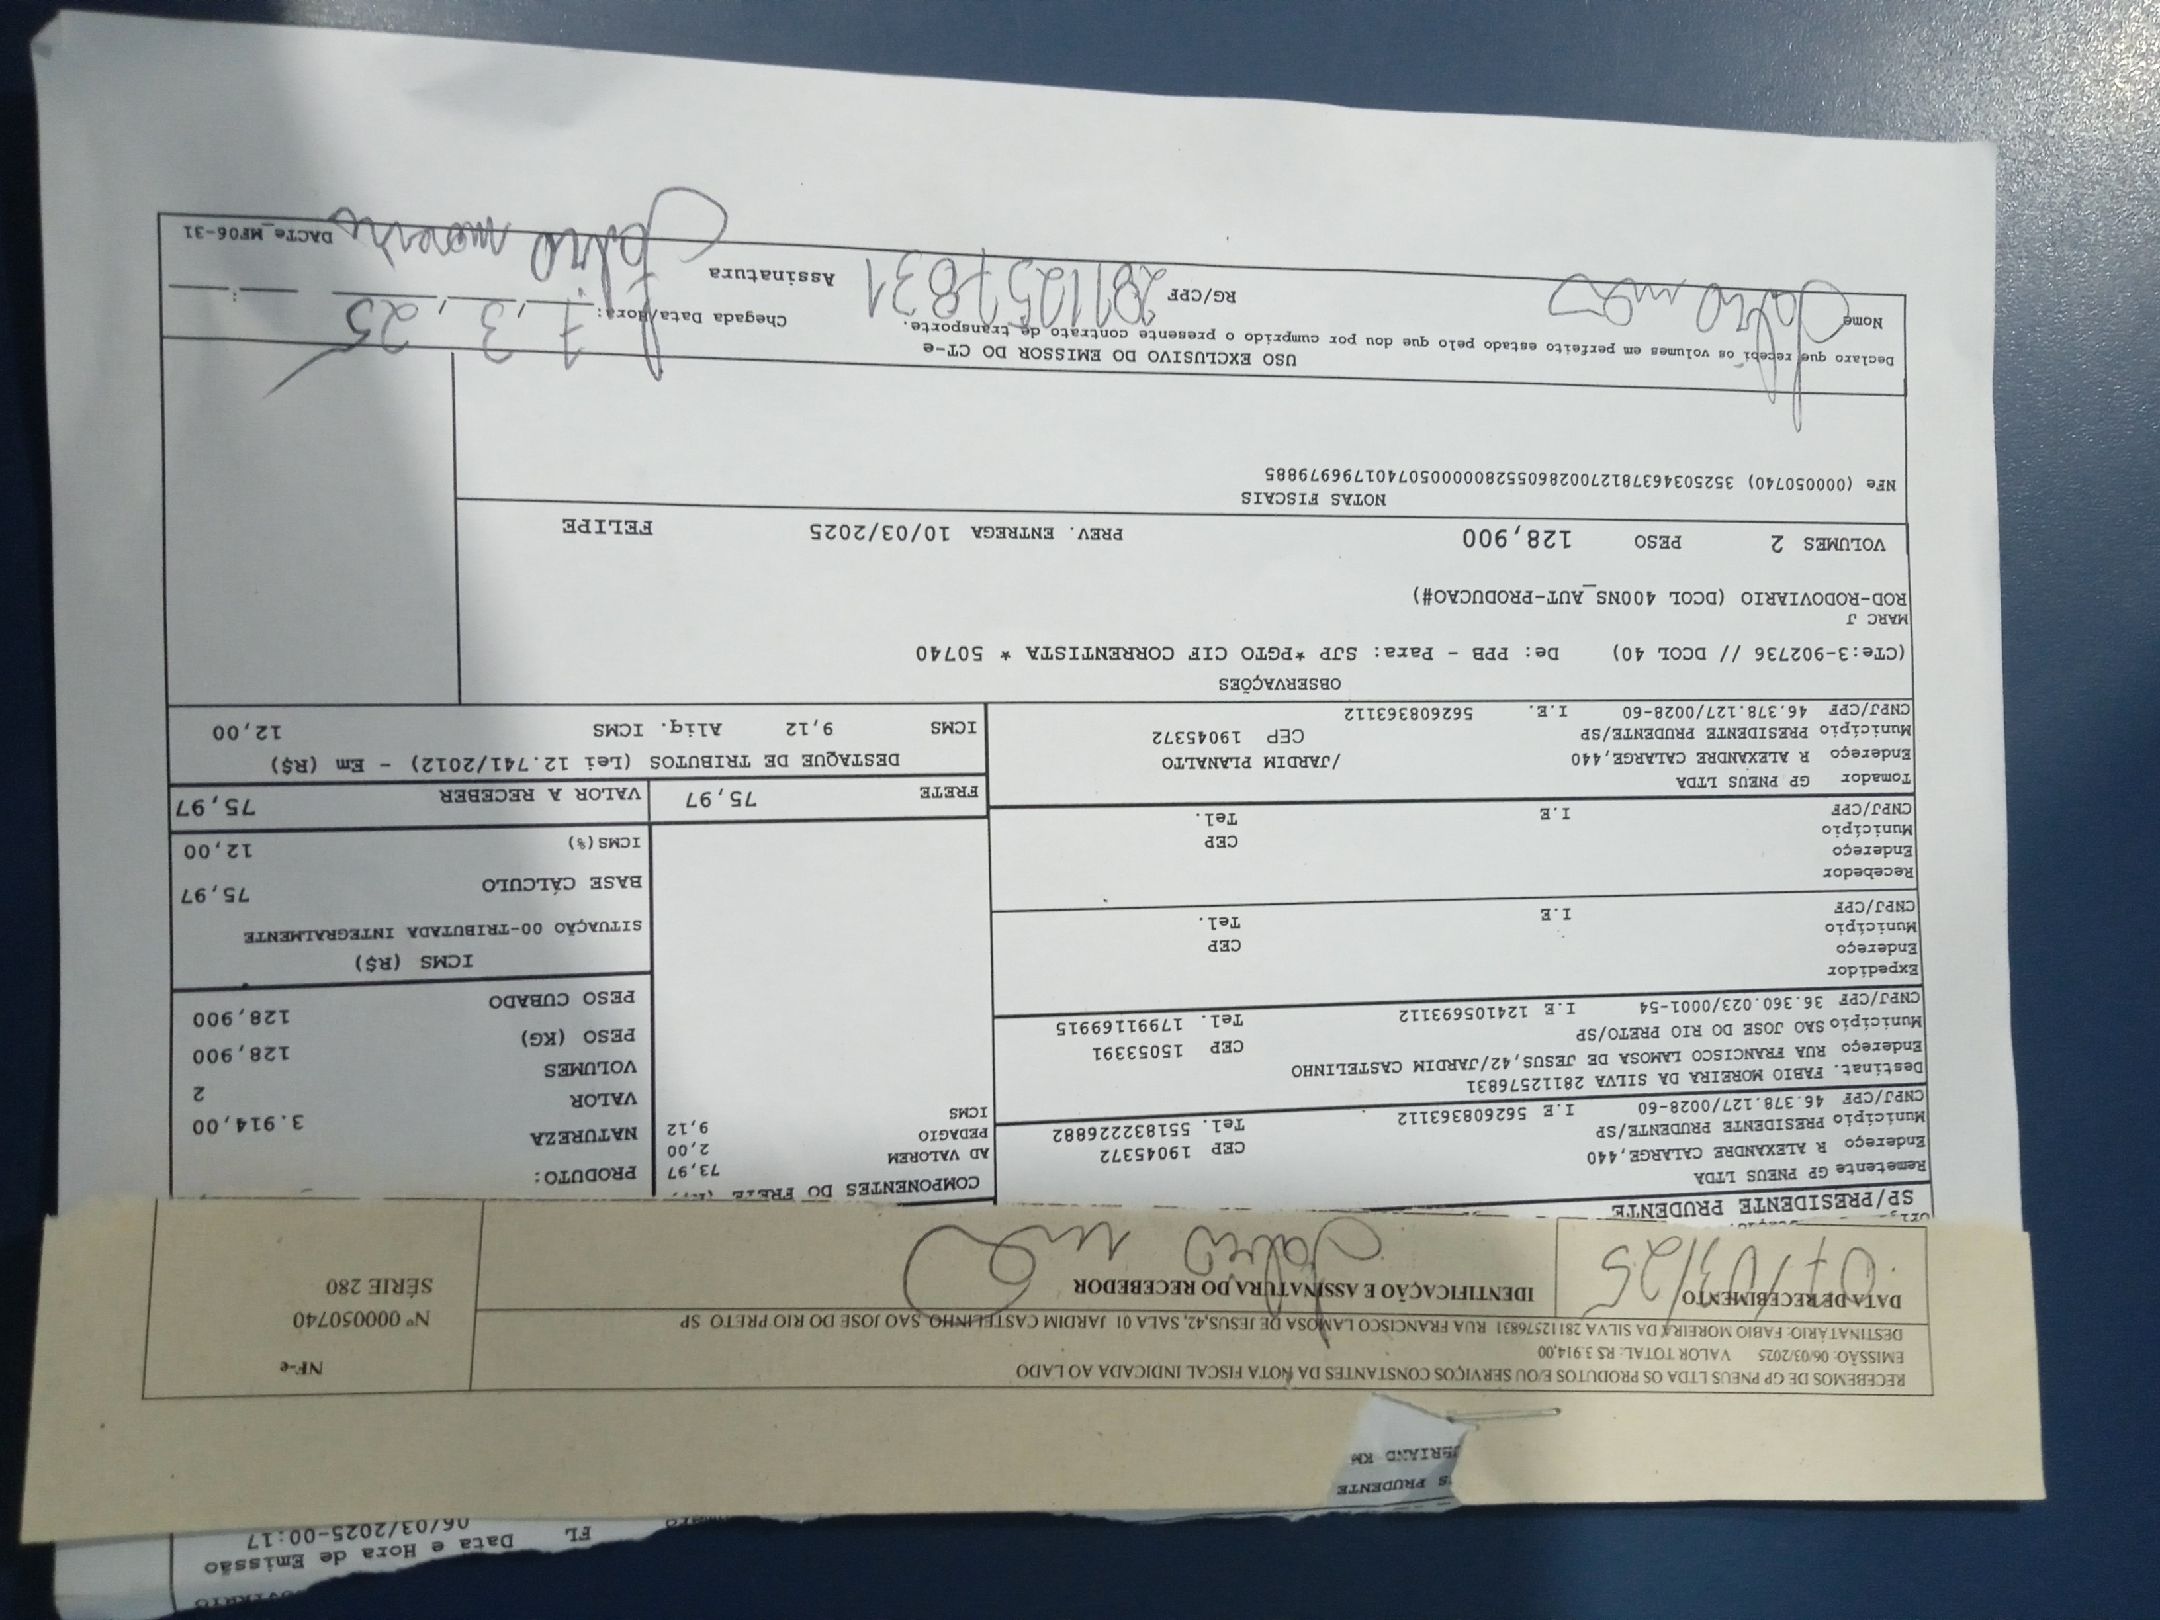 Data e Hora de Emissão
FL 06/03/2025-00:17
S PRUDENTE
ERIAND KM
RECEBEMOS DE GP PNEUS LTDA OS PRODUTOS E/OU SERVIÇOS CONSTANTES DA NOTA FISCAL INDICADA AO LADO
EMISSÃO: 06/03/2025 VALOR TOTAL: R$ 3.914,00
DESTINATÁRIO: FABIO MOREIRA DA SILVA 28112576831 RUA FRANCISCO LAMOSA DE JESUS,42, SALA 01 JARDIM CASTELINHO SAO JOSE DO RIO PRETO SP
NF-e
Nº 000050740
SÉRIE 280
DATA DE RECEBIMENTO
07/03/25
IDENTIFICAÇÃO E ASSINATURA DO RECEBEDOR
SP/PRESIDENTE PRUDENTE
Remetente GP PNEUS LTDA
Endereço R ALEXANDRE CALARGE,440
Município PRESIDENTE PRUDENTE/SP CEP 19045372
CNPJ/CPF 46.378.127/0028-60 I.E 562608363112 Tel. 551832226882
Destinat. FABIO MOREIRA DA SILVA 28112576831
Endereço RUA FRANCISCO LAMOSA DE JESUS,42/JARDIM CASTELINHO
Município SAO JOSE DO RIO PRETO/SP CEP 15053391
CNPJ/CPF 36.360.023/0001-54 I.E 124105693112 Tel. 17991169915
Expedidor
Endereço
Município CEP
CNPJ/CPF I.E Tel.
Recebedor
Endereço
Município CEP
CNPJ/CPF I.E Tel.
Tomador GP PNEUS LTDA
Endereço R ALEXANDRE CALARGE,440 /JARDIM PLANALTO
Município PRESIDENTE PRUDENTE/SP CEP 19045372
CNPJ/CPF 46.378.127/0028-60 I.E. 562608363112
COMPONENTES DO FRETE
AD VALOREM 73,97
PEDAGIO 2,00
ICMS 9,12
FRETE 75,97
PRODUTO:
NATUREZA
VALOR 3.914,00
VOLUMES 2
PESO (KG) 128,900
PESO CUBADO 128,900
ICMS (R$)
SITUAÇÃO 00-TRIBUTADA INTEGRALMENTE
BASE CÁLCULO 75,97
ICMS(%) 12,00
VALOR A RECEBER 75,97
DESTAQUE DE TRIBUTOS (Lei 12.741/2012) - Em (R$)
ICMS 9,12 Aliq. ICMS 12,00
OBSERVAÇÕES
(CTe:3-902736 // DCOL 40) De: PPB - Para: SJP *PGTO CIF CORRENTISTA * 50740
MARC J
ROD-RODOVIARIO (DCOL 400NS_AUT-PRODUCAO#)
VOLUMES 2 PESO 128,900 PREV. ENTREGA 10/03/2025 FELIPE
NOTAS FISCAIS
NFe (000050740) 35250346378127002860552800000507401796979885
USO EXCLUSIVO DO EMISSOR DO CT-e
Declaro que recebi os volumes em perfeito estado pelo que dou por cumprido o presente contrato de transporte.
Chegada Data/Hora: 7, 3, 25
Nome
RG/CPF 28112576831
Assinatura
DACTe_MF06-31